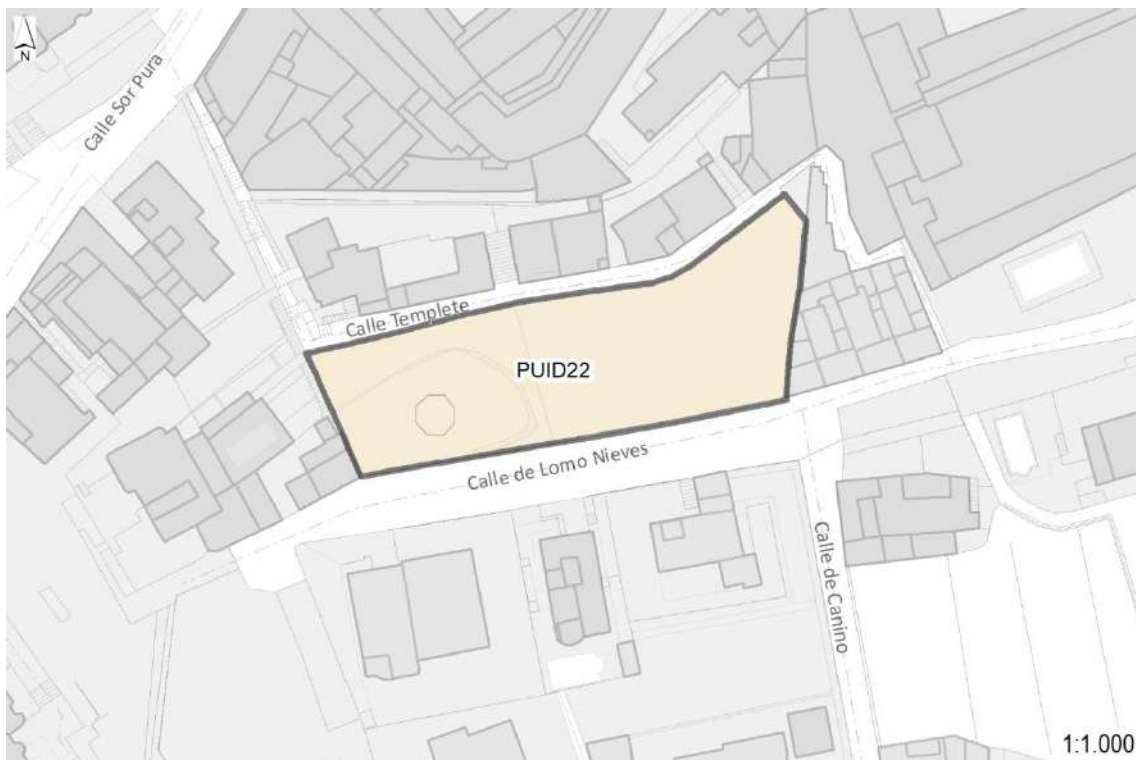 N
Calle Sor Pura
Calle Templete
PUID22
Calle de Lomo Nieves
Calle de Canino
1:1.000